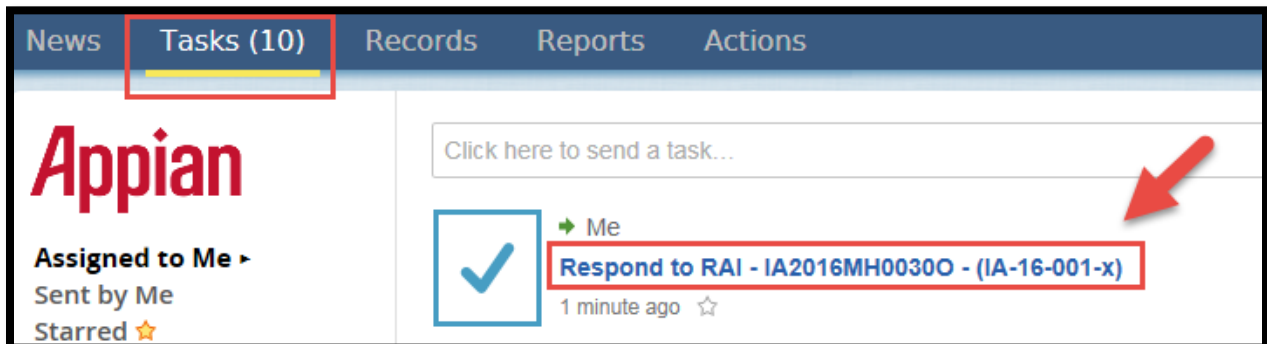 News Tasks (10) Records Reports Actions
Appian
Assigned to Me ▸
Sent by Me
Starred
Click here to send a task...
Me
Respond to RAI - IA2016MH0030O - (IA-16-001-x)
1 minute ago